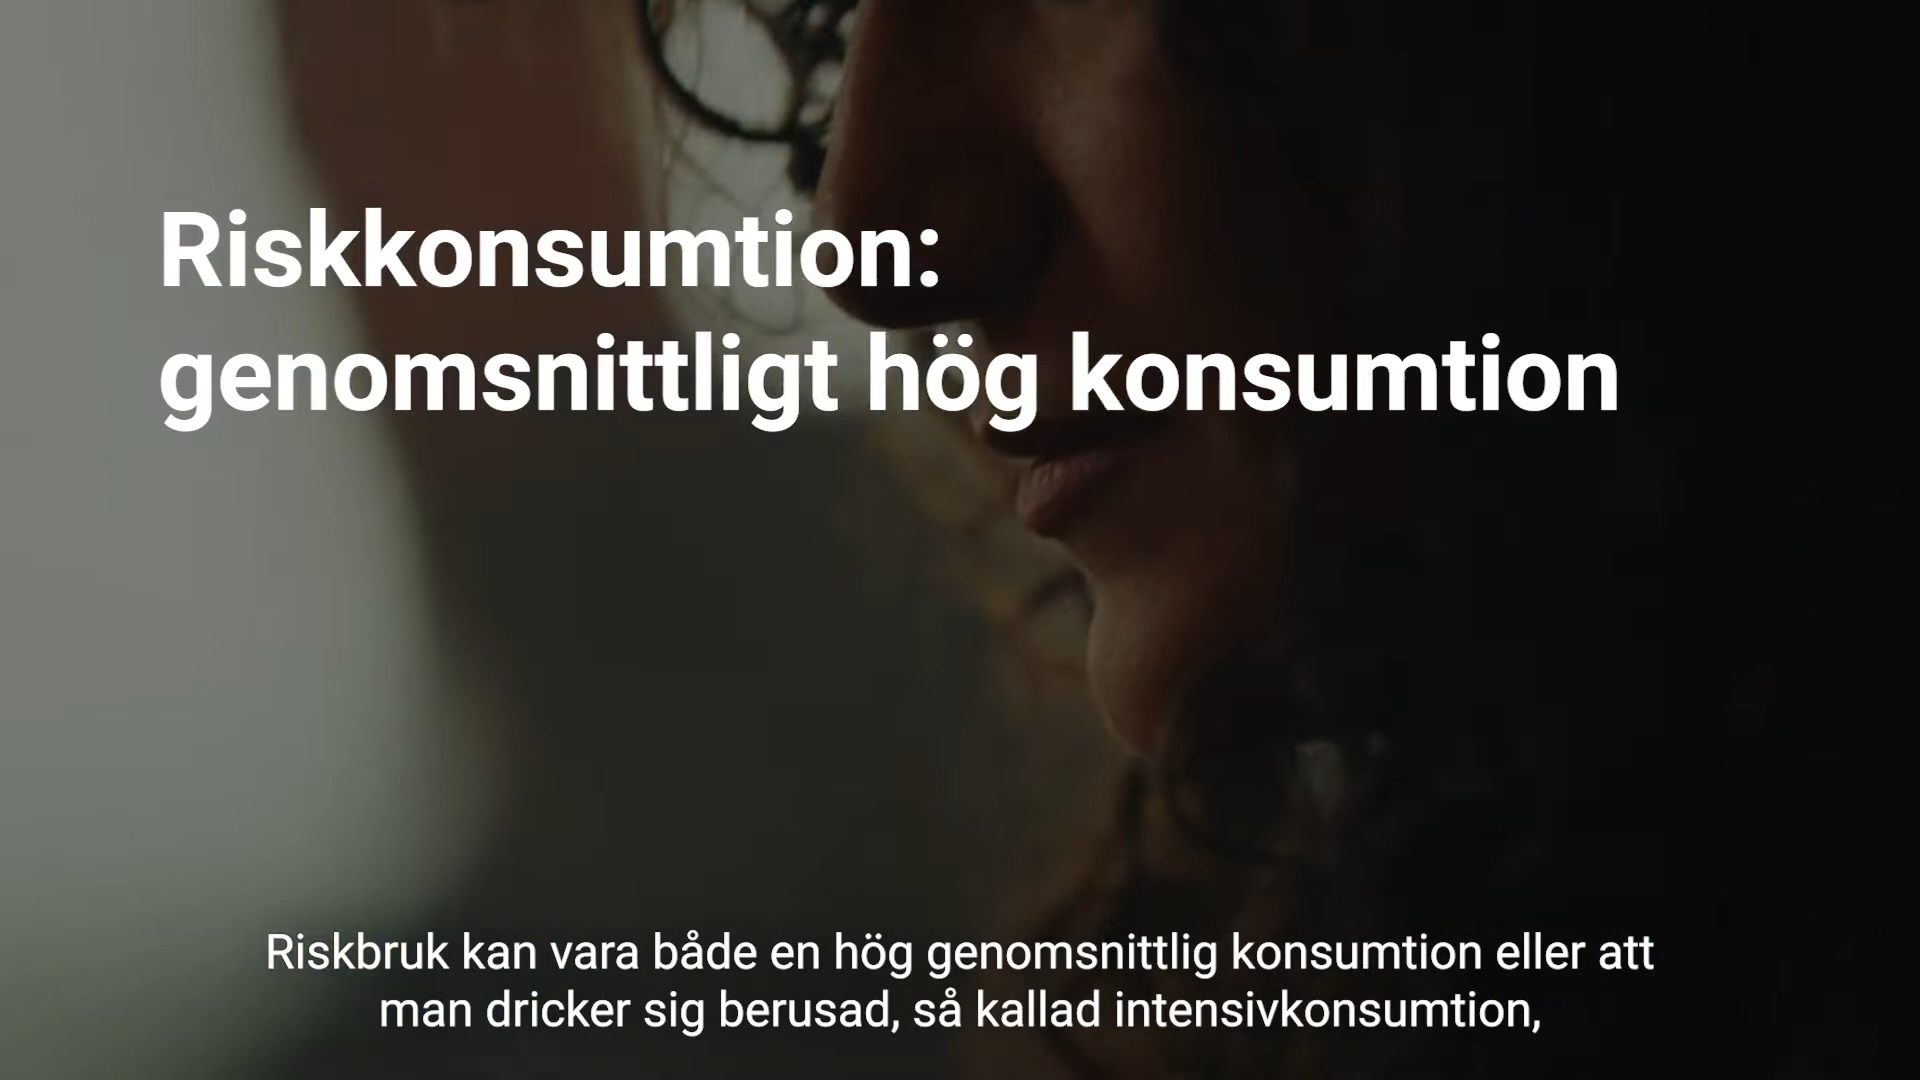 Riskkonsumtion:
genomsnittligt hög konsumtion
Riskbruk kan vara både en hög genomsnittlig konsumtion eller att
man dricker sig berusad, så kallad intensivkonsumtion,